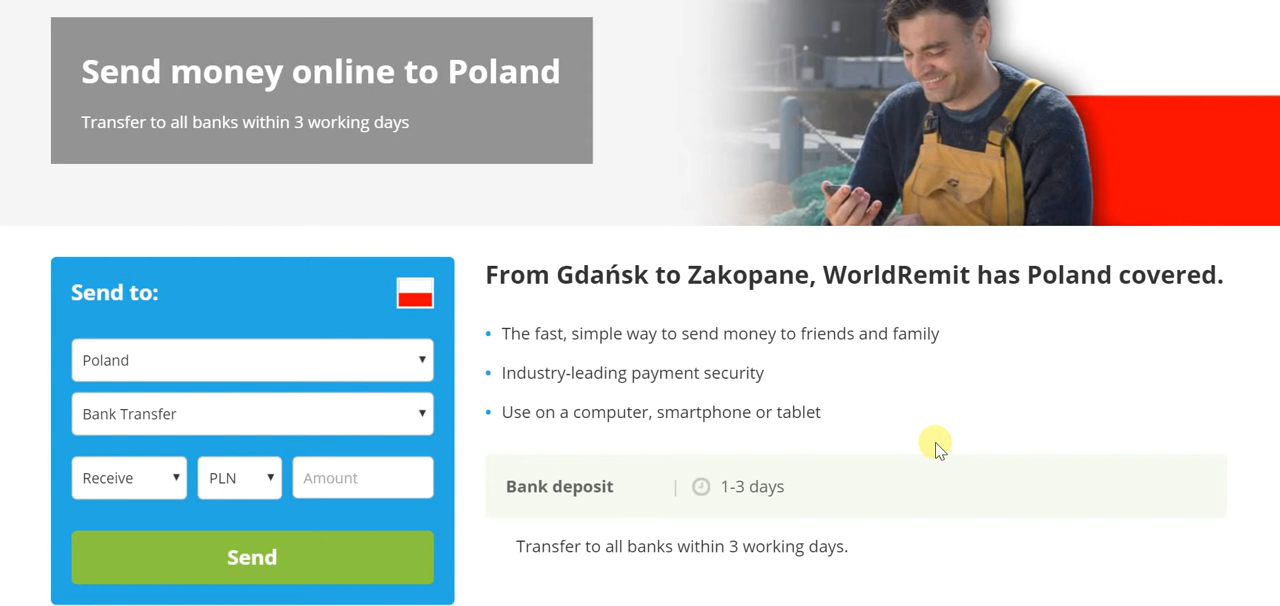 Send money online to Poland
Transfer to all banks within 3 working days
Send to:
Poland
Bank Transfer
Receive
PLN
Amount
Send
From Gdańsk to Zakopane, WorldRemit has Poland covered.
The fast, simple way to send money to friends and family
Industry-leading payment security
Use on a computer, smartphone or tablet
Bank deposit | 1-3 days
Transfer to all banks within 3 working days.